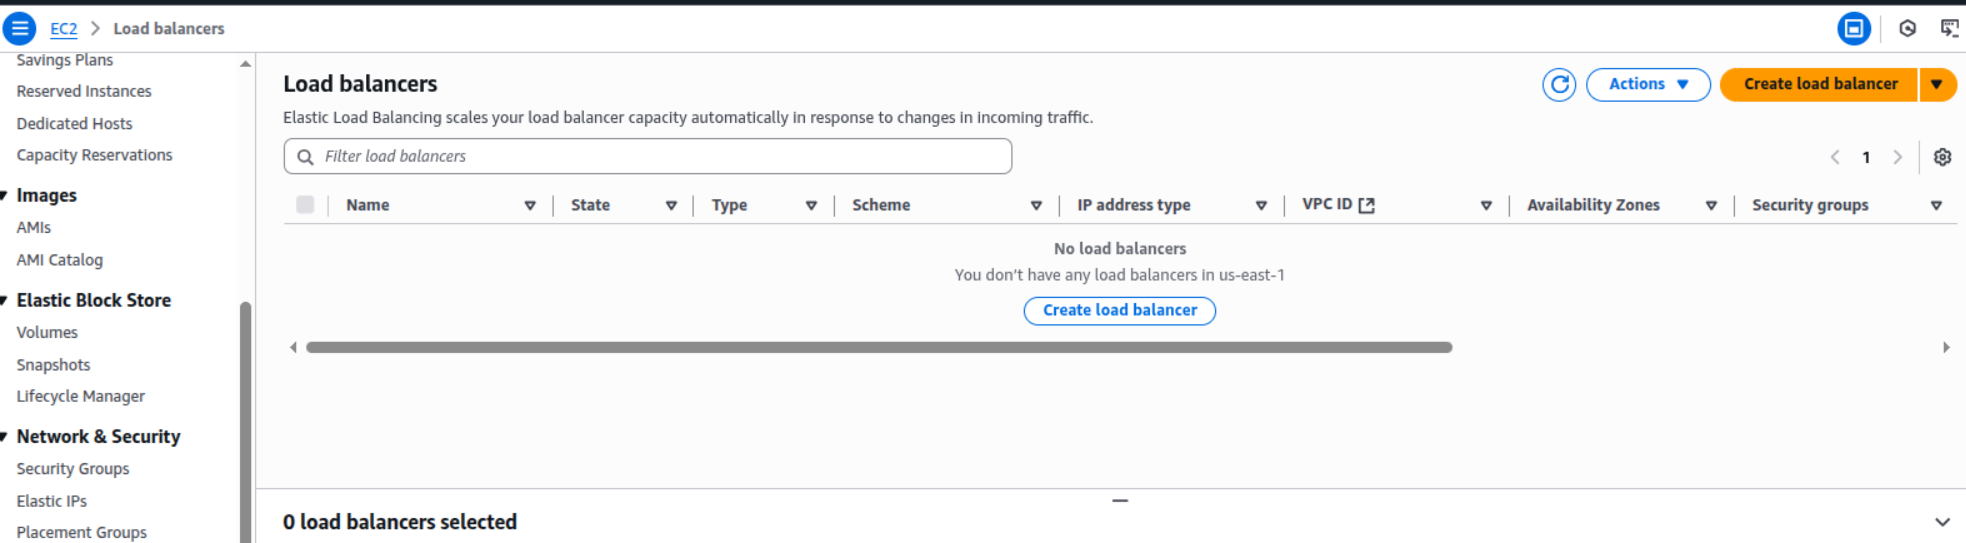 EC2 > Load balancers
Savings Plans
Reserved Instances
Dedicated Hosts
Capacity Reservations
Images
AMIs
AMI Catalog
Elastic Block Store
Volumes
Snapshots
Lifecycle Manager
Network & Security
Security Groups
Elastic IPs
Placement Groups
Load balancers
Actions
Create load balancer
Elastic Load Balancing scales your load balancer capacity automatically in response to changes in incoming traffic.
Filter load balancers
1
Name State Type Scheme IP address type VPC ID Availability Zones Security groups
No load balancers
You don't have any load balancers in us-east-1
Create load balancer
0 load balancers selected